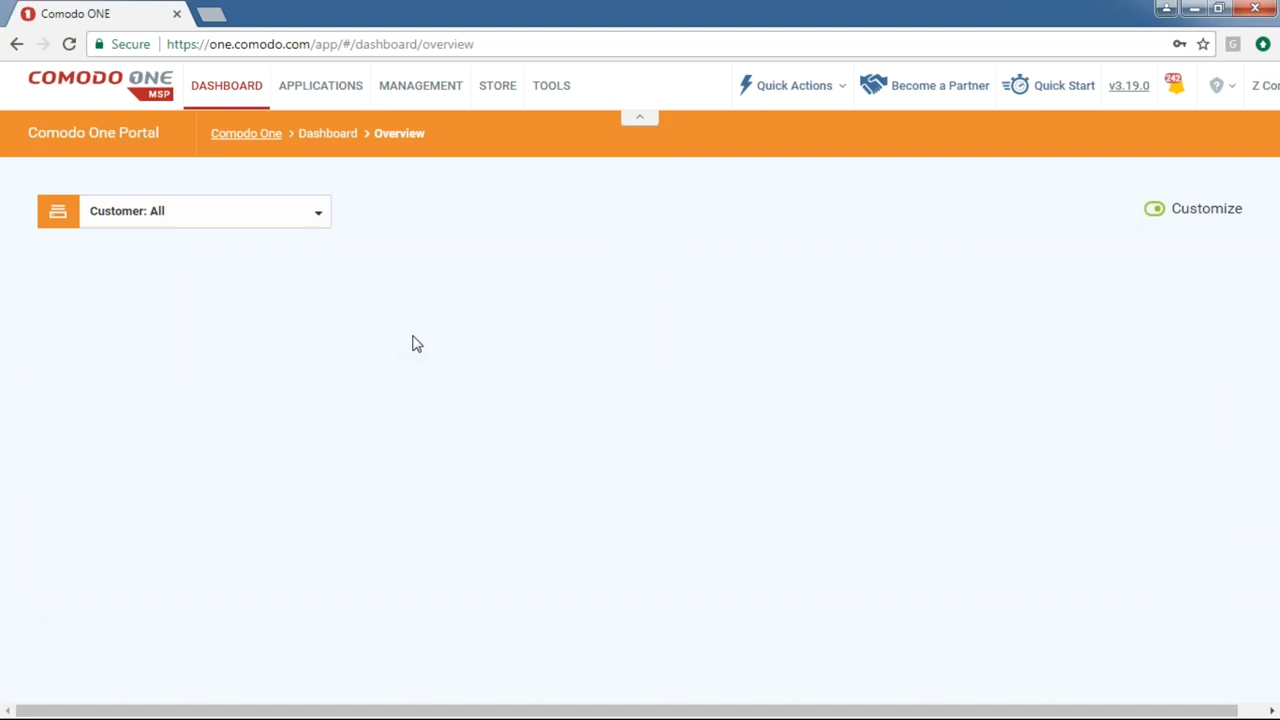 Comodo ONE
Secure https://one.comodo.com/app/#/dashboard/overview G
COMODO ONE MSP DASHBOARD APPLICATIONS MANAGEMENT STORE TOOLS Quick Actions Become a Partner Quick Start v3.19.0 242 Z Co
Comodo One Portal Comodo One > Dashboard > Overview
Customer: All Customize